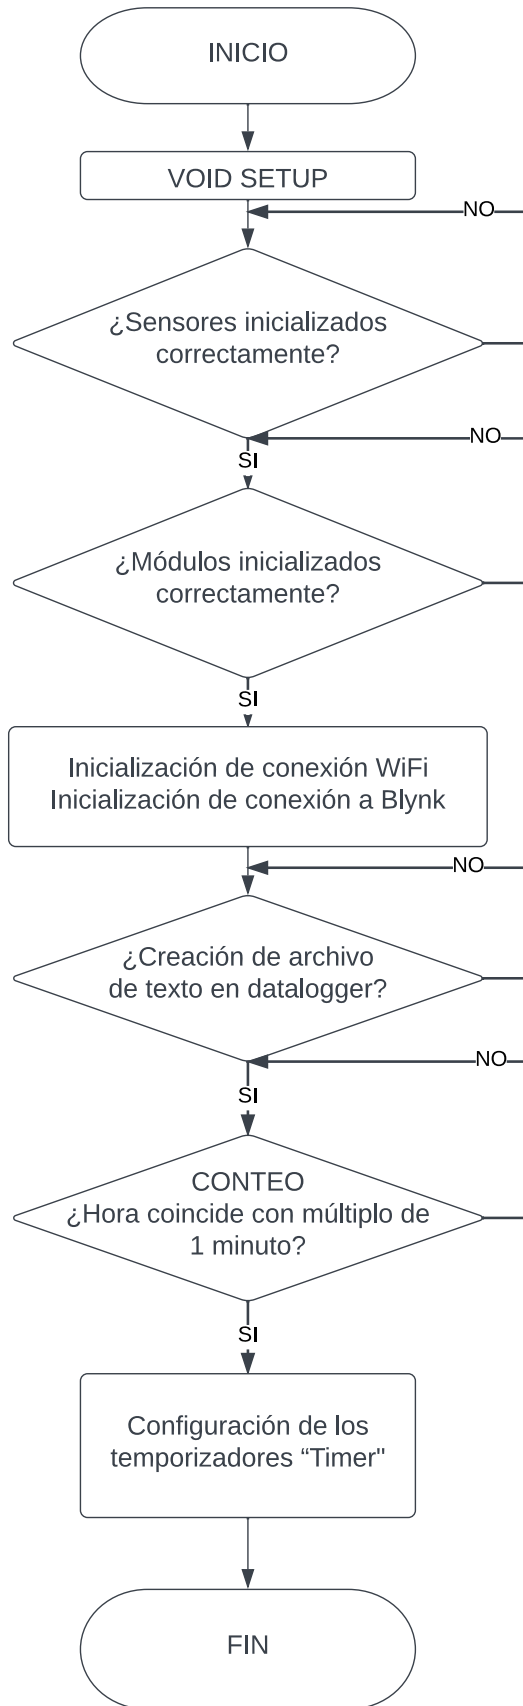 INICIO
VOID SETUP
NO
¿Sensores inicializados
correctamente?
NO
SI
¿Módulos inicializados
correctamente?
SI
Inicialización de conexión WiFi
Inicialización de conexión a Blynk
NO
¿Creación de archivo
de texto en datalogger?
NO
SI
CONTEO
¿Hora coincide con múltiplo de
1 minuto?
SI
Configuración de los
temporizadores “Timer"
FIN